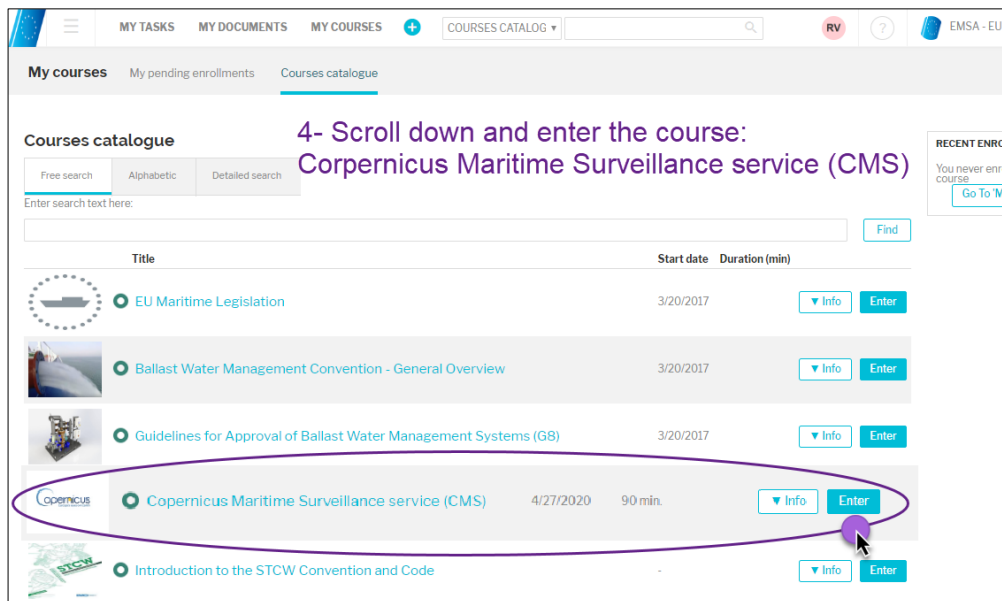 MY TASKS MY DOCUMENTS MY COURSES COURSES CATALOG ▾ RV ? EMSA - EU
My courses My pending enrollments Courses catalogue
4- Scroll down and enter the course:
Corpernicus Maritime Surveillance service (CMS)
Courses catalogue
RECENT ENRO
Free search Alphabetic Detailed search
You never enr
course
Go To 'M
Enter search text here:
Find
Title Start date Duration (min)
EU Maritime Legislation 3/20/2017 ▾ Info Enter
Ballast Water Management Convention - General Overview 3/20/2017 ▾ Info Enter
Guidelines for Approval of Ballast Water Management Systems (G8) 3/20/2017 ▾ Info Enter
opernicus Copernicus Maritime Surveillance service (CMS) 4/27/2020 90 min. ▾ Info Enter
STCW Introduction to the STCW Convention and Code - ▾ Info Enter